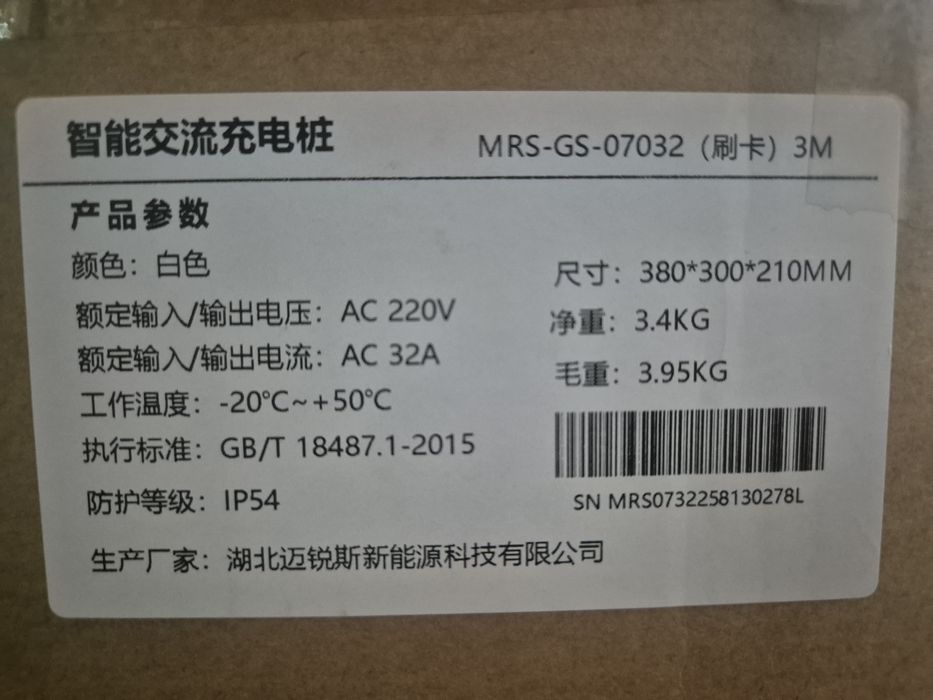 智能交流充电桩
MRS-GS-07032（刷卡）3M
产品参数
颜色：白色
额定输入/输出电压：AC 220V
额定输入/输出电流：AC 32A
工作温度：-20℃~+50℃
执行标准：GB/T 18487.1-2015
防护等级：IP54
生产厂家：湖北迈锐斯新能源科技有限公司
尺寸：380*300*210MM
净重：3.4KG
毛重：3.95KG
SN MRS0732258130278L